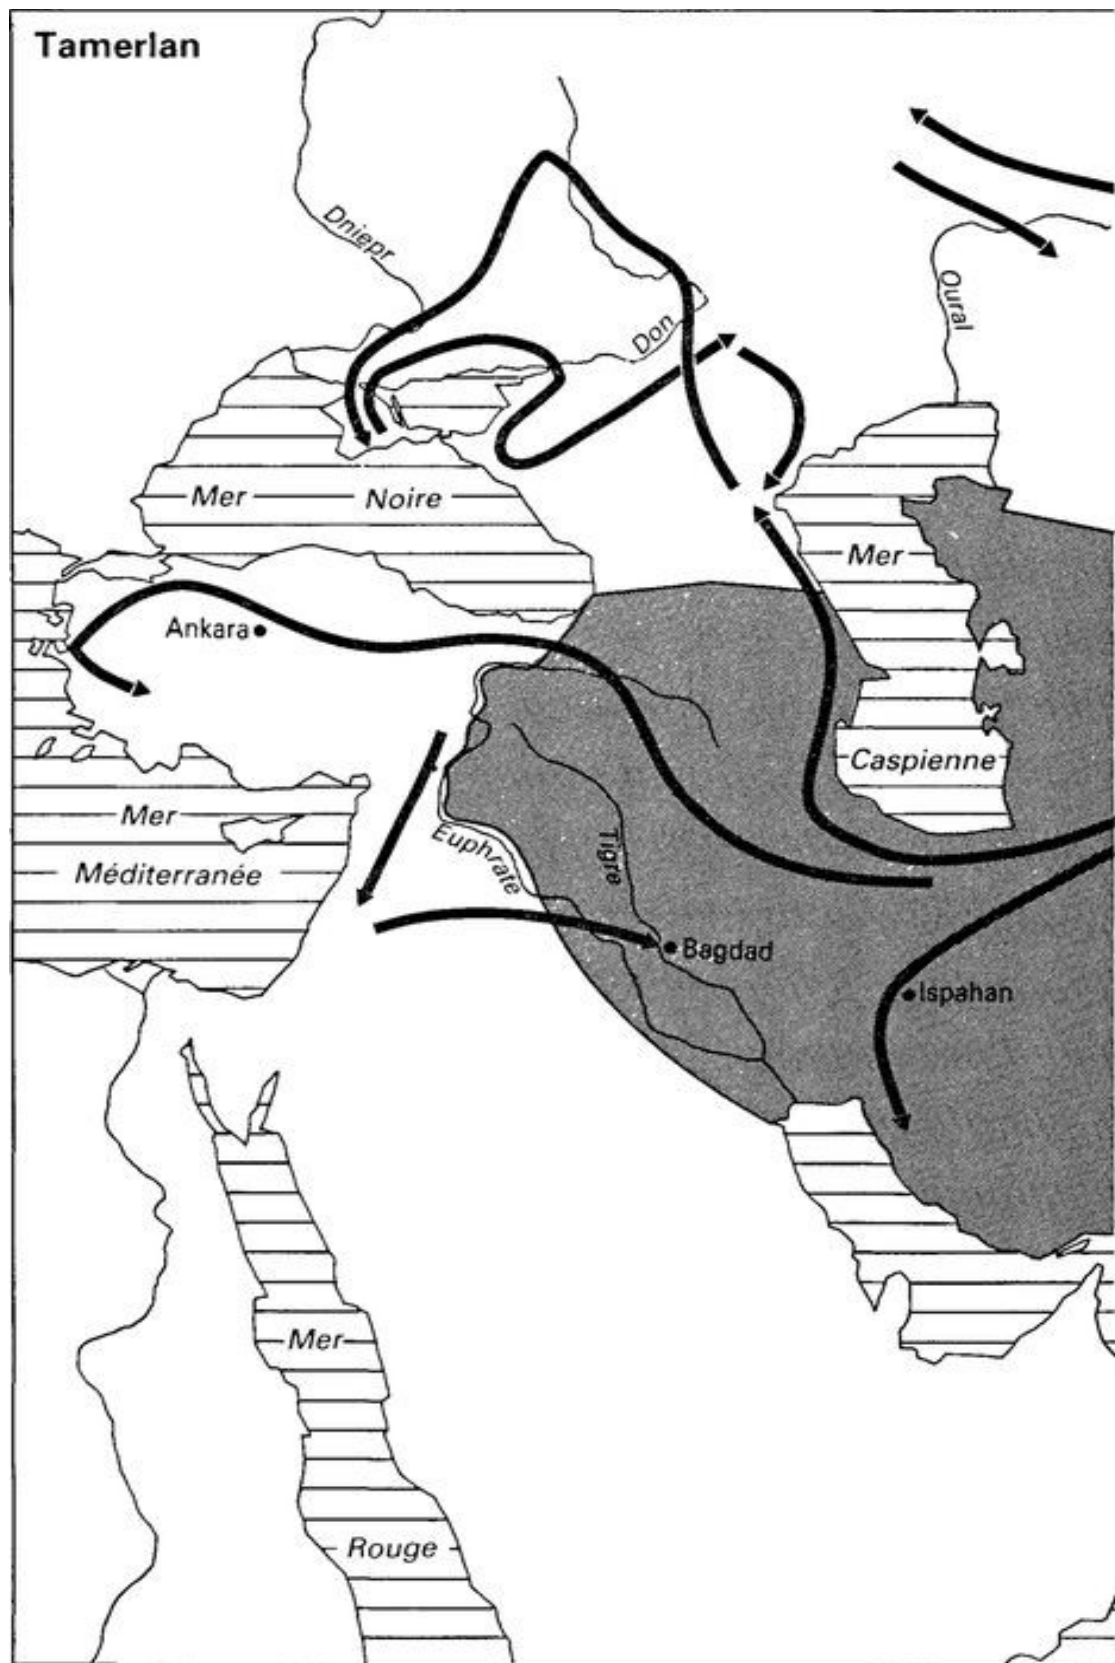 Tamerlan
Dniepr
Oural
Don
Mer Noire
Mer
Ankara
Caspienne
Mer
Méditerranée
Euphrate
Tigre
Bagdad
Ispahan
Mer
Rouge